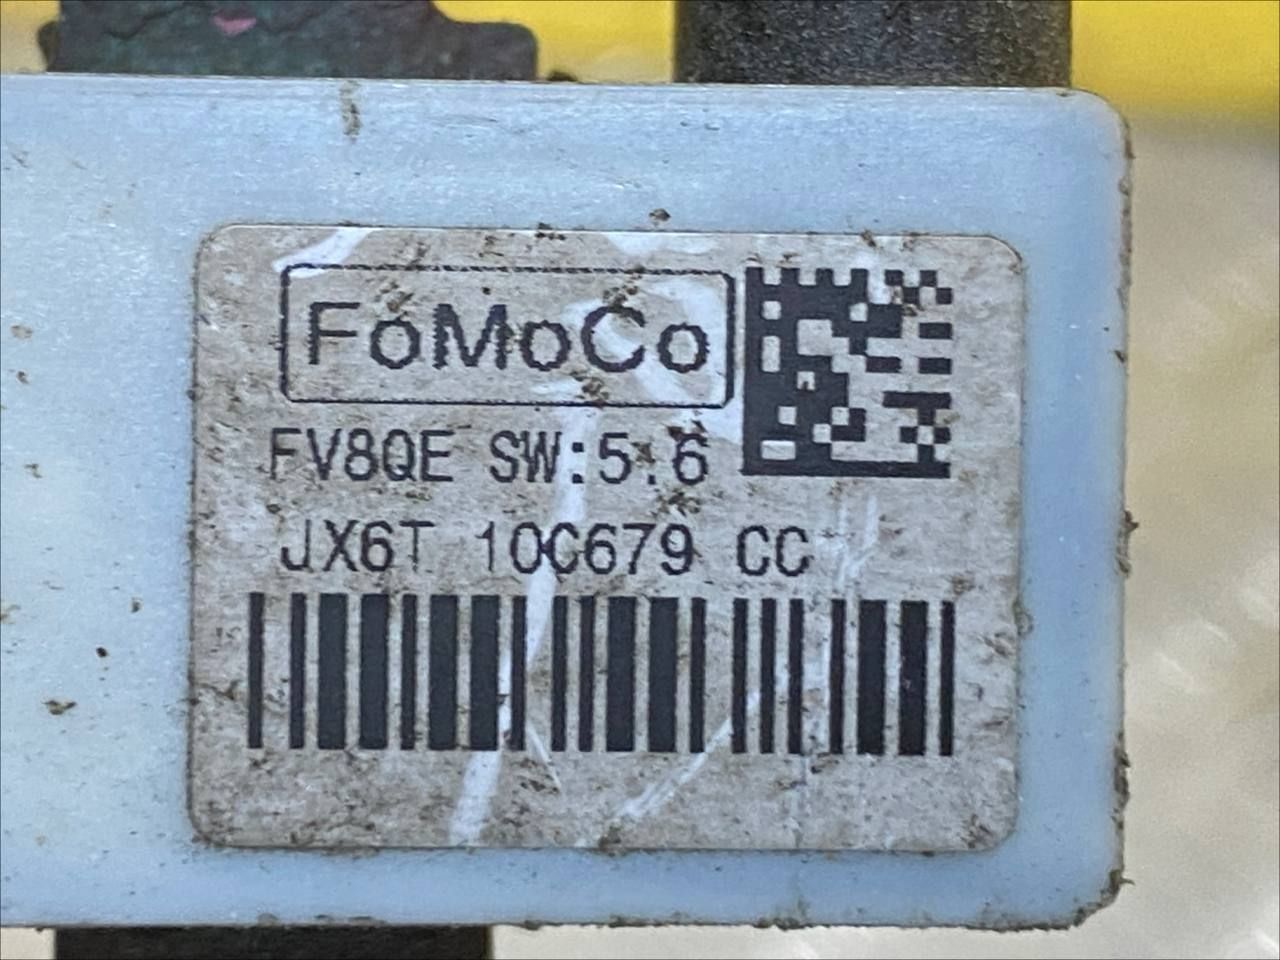 FoMoCo
FV8QE SW:5.6
JX6T 10C679 CC